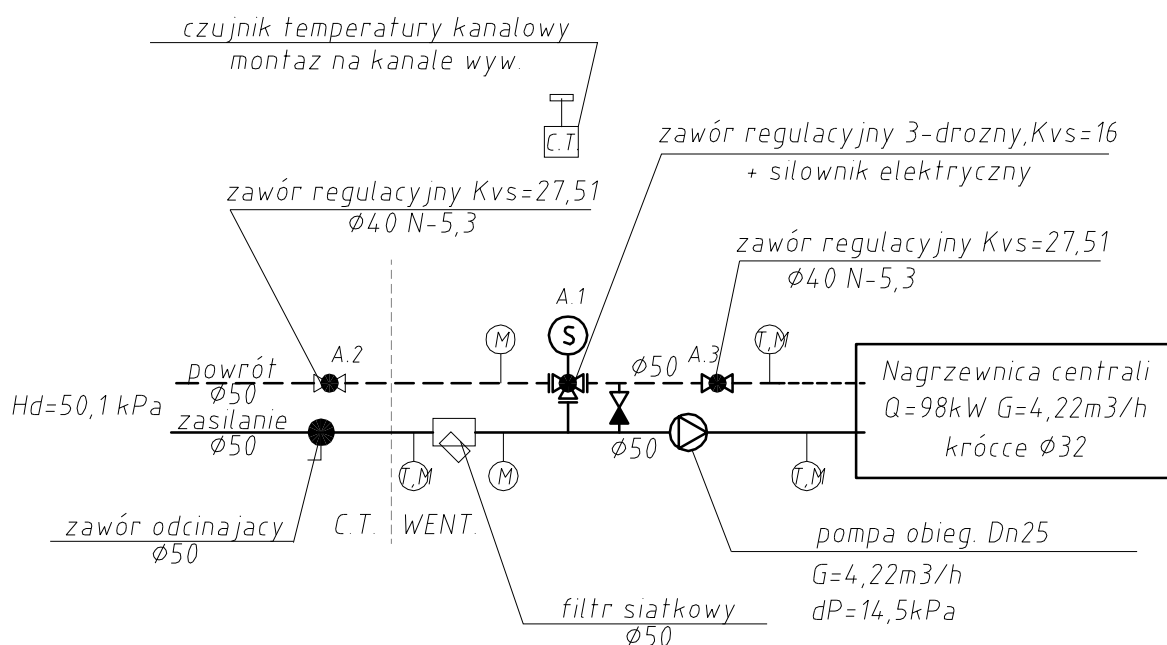 czujnik temperatury kanalowy
montaz na kanale wyw.
C.T.
zawór regulacyjny 3-drozny,Kvs=16
+ silownik elektryczny
zawór regulacyjny Kvs=27,51
Ø40 N-5,3
zawór regulacyjny Kvs=27,51
Ø40 N-5,3
A.1
S
A.2
M
Ø50
A.3
T,M
powrót
Ø50
Hd=50,1 kPa
zasilanie
Ø50
Nagrzewnica centrali
Q=98kW G=4,22m3/h
krócce Ø32
Ø50
T,M
M
T,M
zawór odcinajacy
Ø50
C.T.
WENT.
pompa obieg. Dn25
G=4,22m3/h
dP=14,5kPa
filtr siatkowy
Ø50